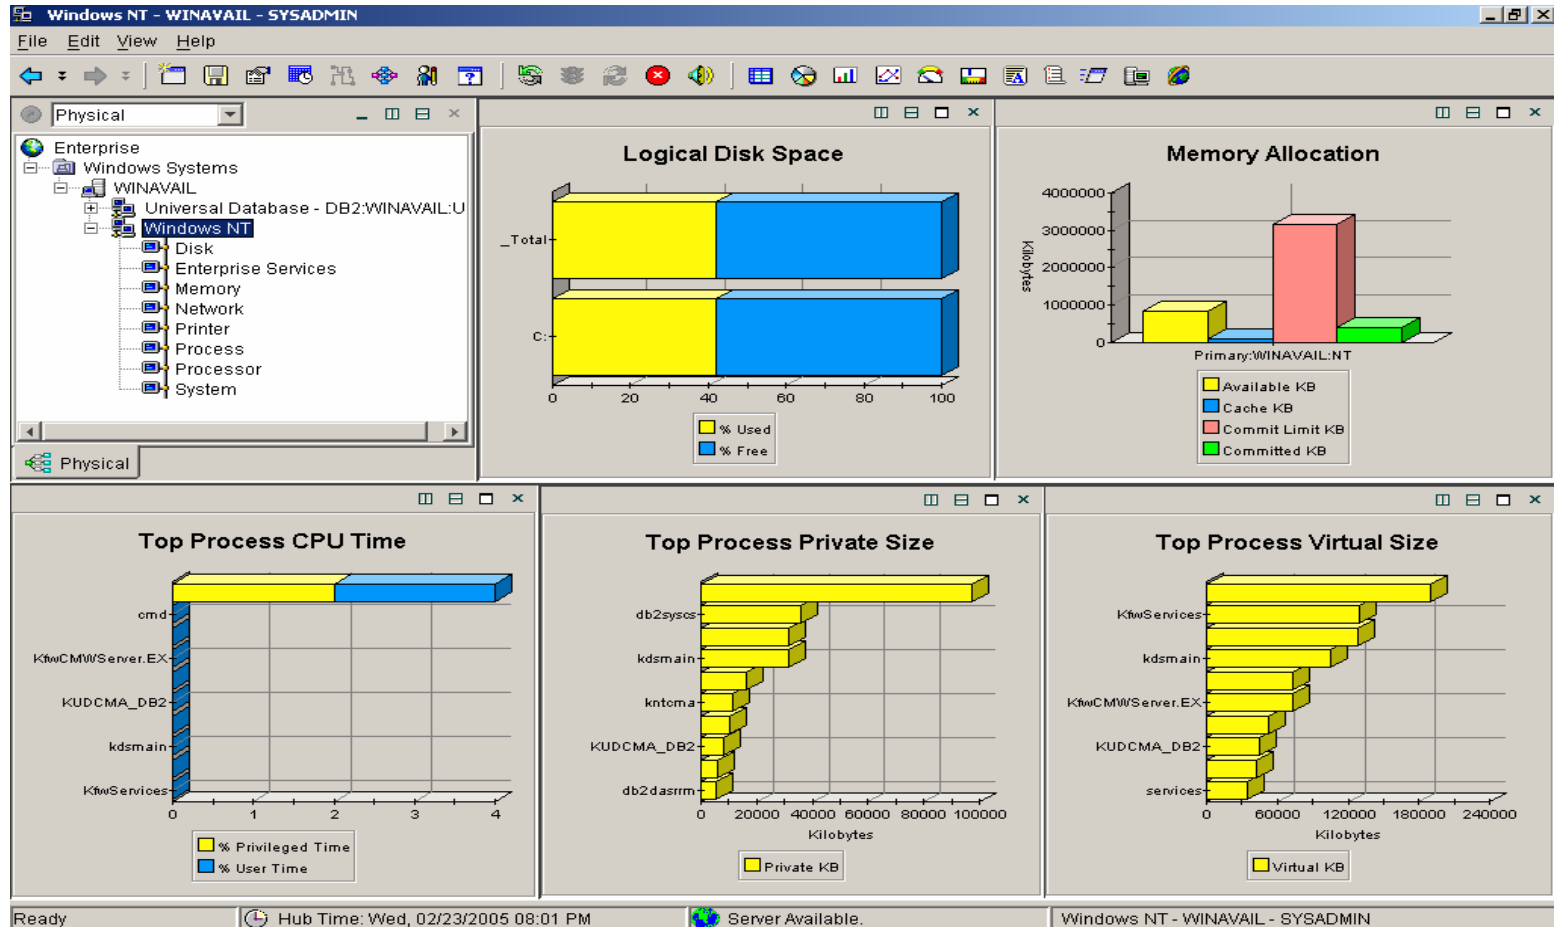 Windows NT - WINAVAIL - SYSADMIN
File Edit View Help
Physical
Enterprise
Windows Systems
WINAVAIL
Universal Database - DB2:WINAVAIL:U
Windows NT
Disk
Enterprise Services
Memory
Network
Printer
Process
Processor
System
Physical
Logical Disk Space
_Total
C:
0 20 40 60 80 100
% Used
% Free
Memory Allocation
4000000
3000000
2000000
1000000
0
Kilobytes
Primary:WINAVAIL:NT
Available KB
Cache KB
Commit Limit KB
Committed KB
Top Process CPU Time
cmd
KfwCMWServer.EX
KUDCMA_DB2
kdsmain
KfwServices
0 1 2 3 4
% Privileged Time
% User Time
Top Process Private Size
db2syscs
kdsmain
kntcma
KUDCMA_DB2
db2dasrrm
0 20000 40000 60000 80000 100000
Kilobytes
Private KB
Top Process Virtual Size
KfwServices
kdsmain
KfwCMWServer.EX
KUDCMA_DB2
services
0 60000 120000 180000 240000
Kilobytes
Virtual KB
Ready
Hub Time: Wed, 02/23/2005 08:01 PM
Server Available.
Windows NT - WINAVAIL - SYSADMIN